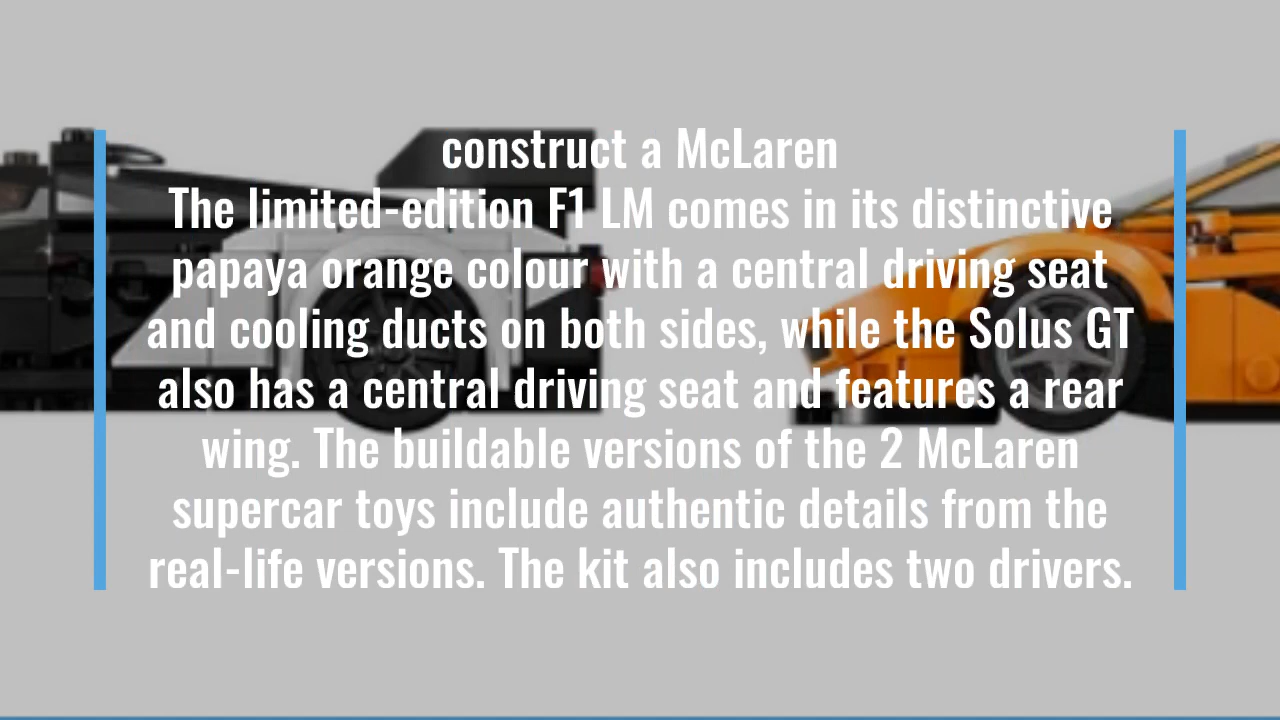 construct a McLaren
The limited-edition F1 LM comes in its distinctive
papaya orange colour with a central driving seat
and cooling ducts on both sides, while the Solus GT
also has a central driving seat and features a rear
wing. The buildable versions of the 2 McLaren
supercar toys include authentic details from the
real-life versions. The kit also includes two drivers.